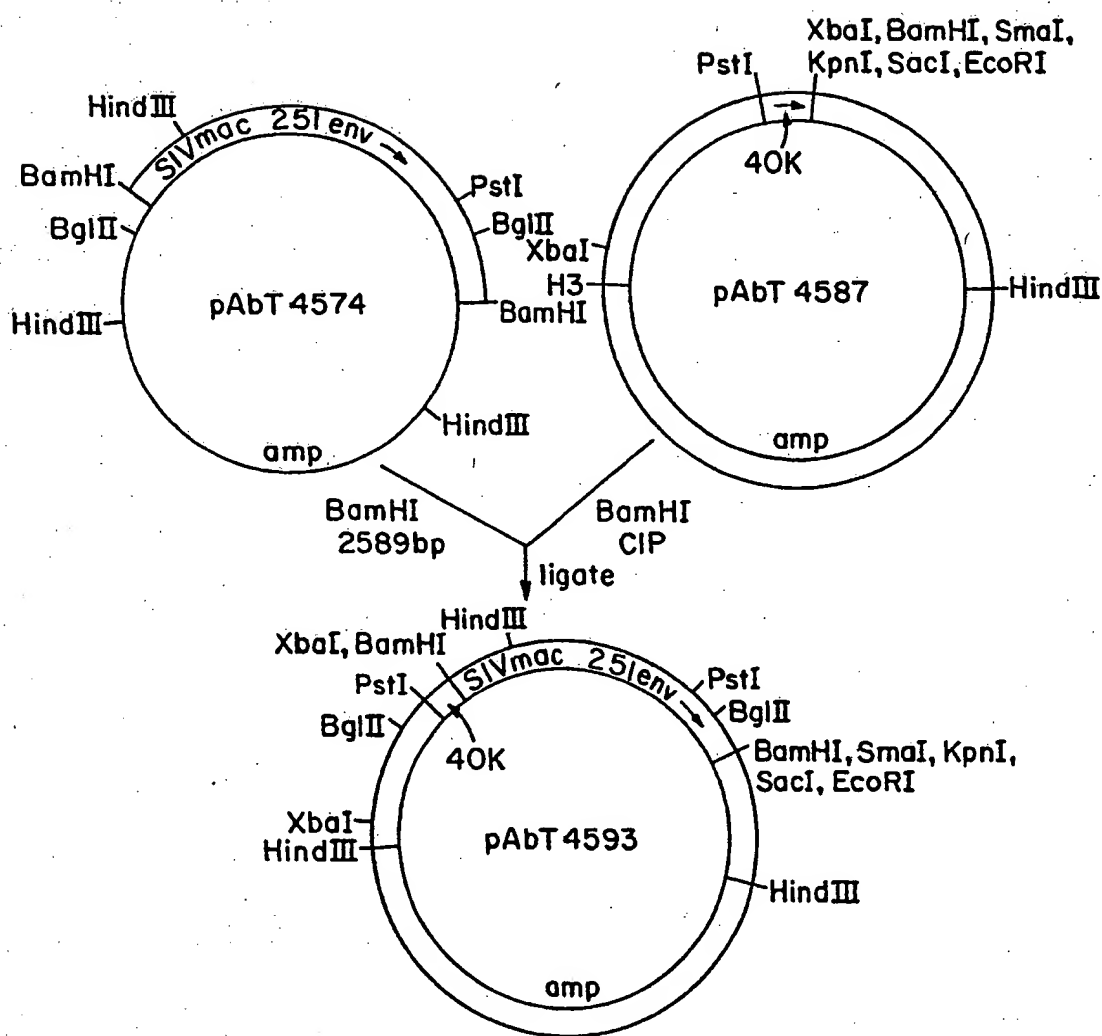 XbaI, BamHI, SmaI,
KpnI, SacI, EcoRI
PstI
40K
XbaI
H3
pAbT 4587
HindIII
amp
HindIII
SIVmac 251 env
BamHI
BglII
PstI
BglII
BamHI
pAbT 4574
HindIII
HindIII
amp
BamHI
2589bp
BamHI
CIP
ligate
HindIII
XbaI, BamHI
SIVmac 251env
PstI
PstI
BglII
BglII
40K
BamHI, SmaI, KpnI,
SacI, EcoRI
XbaI
HindIII
pAbT 4593
HindIII
amp